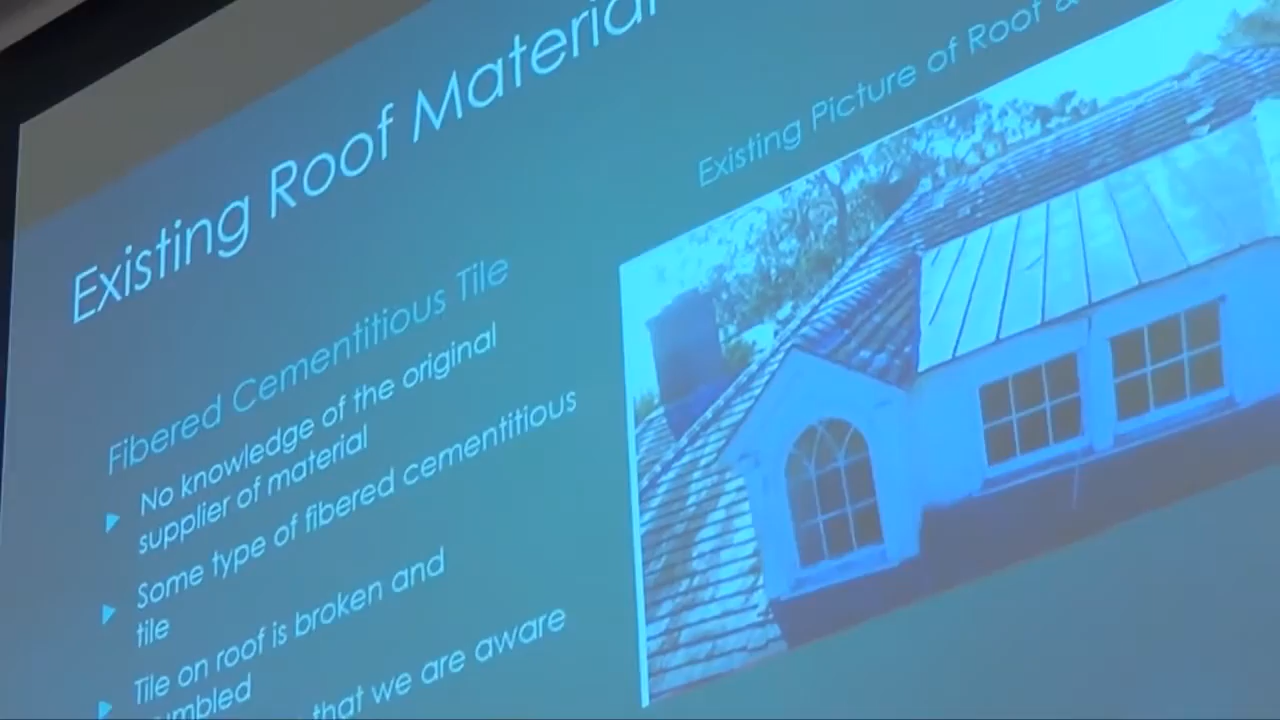 Existing Roof Material
Existing Picture of Roof &
Fibered Cementitious Tile
No knowledge of the original
supplier of material
Some type of fibered cementitious
tile
Tile on roof is broken and
that we are aware